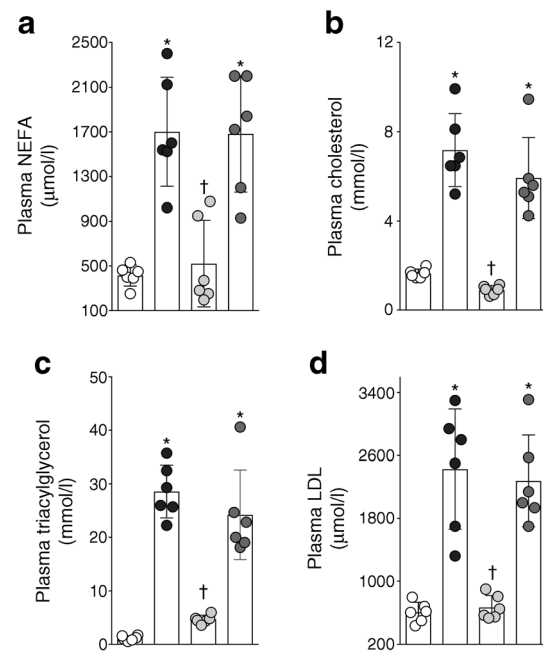 a
Plasma NEFA
(μmol/l)
2500
2100
1700
1300
900
500
100
*
†
*
b
Plasma cholesterol
(mmol/l)
12
8
4
0
*
†
*
c
Plasma triacylglycerol
(mmol/l)
50
40
30
20
10
0
*
†
*
d
Plasma LDL
(μmol/l)
3400
2600
1800
1000
200
*
†
*